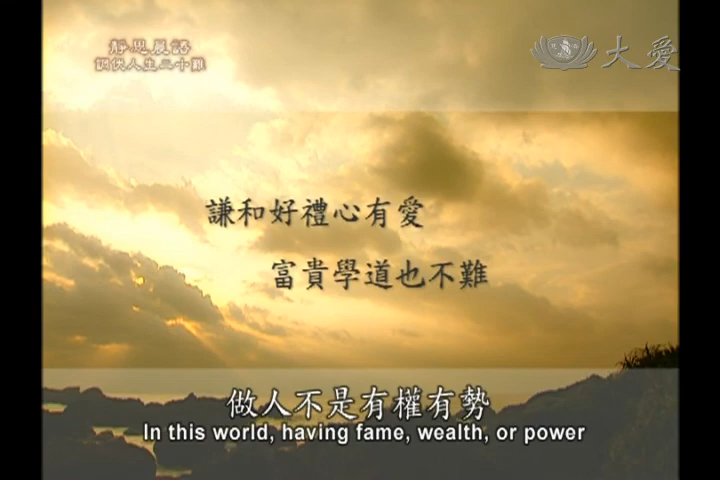 靜思晨語
調伏人生二十難
大愛
謙和好禮心有愛
富貴學道也不難
做人不是有權有勢
In this world, having fame, wealth, or power